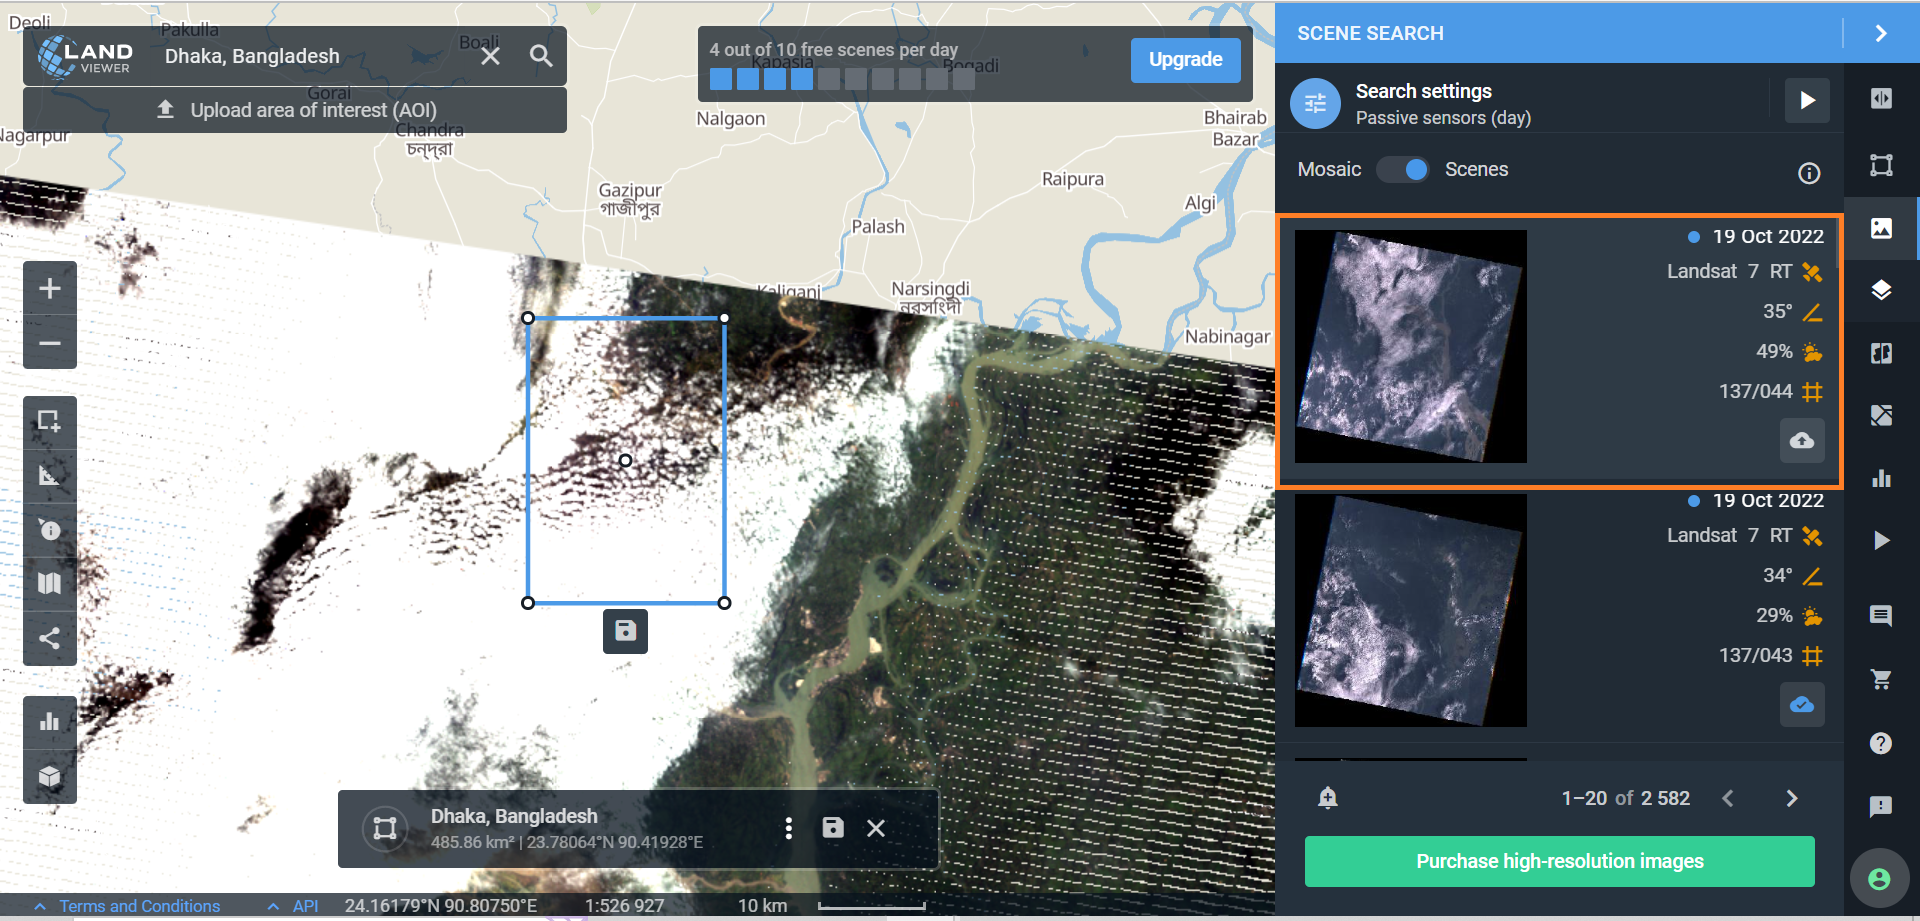 Deoli
Pakulla
Boali
LAND
VIEWER
Dhaka, Bangladesh
Gorai
Upload area of interest (AOI)
Nagarpur
Chandra
চন্দ্রা
4 out of 10 free scenes per day
Kapasia
Bogadi
Upgrade
Nalgaon
Bhairab
Bazar
Gazipur
গাজীপুর
Raipura
Algi
Palash
Kaliganj
Narsingdi
নরসিংদী
Nabinagar
SCENE SEARCH
Search settings
Passive sensors (day)
Mosaic
Scenes
19 Oct 2022
Landsat 7 RT
35°
49%
137/044
19 Oct 2022
Landsat 7 RT
34°
29%
137/043
1–20 of 2 582
Purchase high-resolution images
Dhaka, Bangladesh
485.86 km² | 23.78064°N 90.41928°E
Terms and Conditions
API
24.16179°N 90.80750°E
1:526 927
10 km